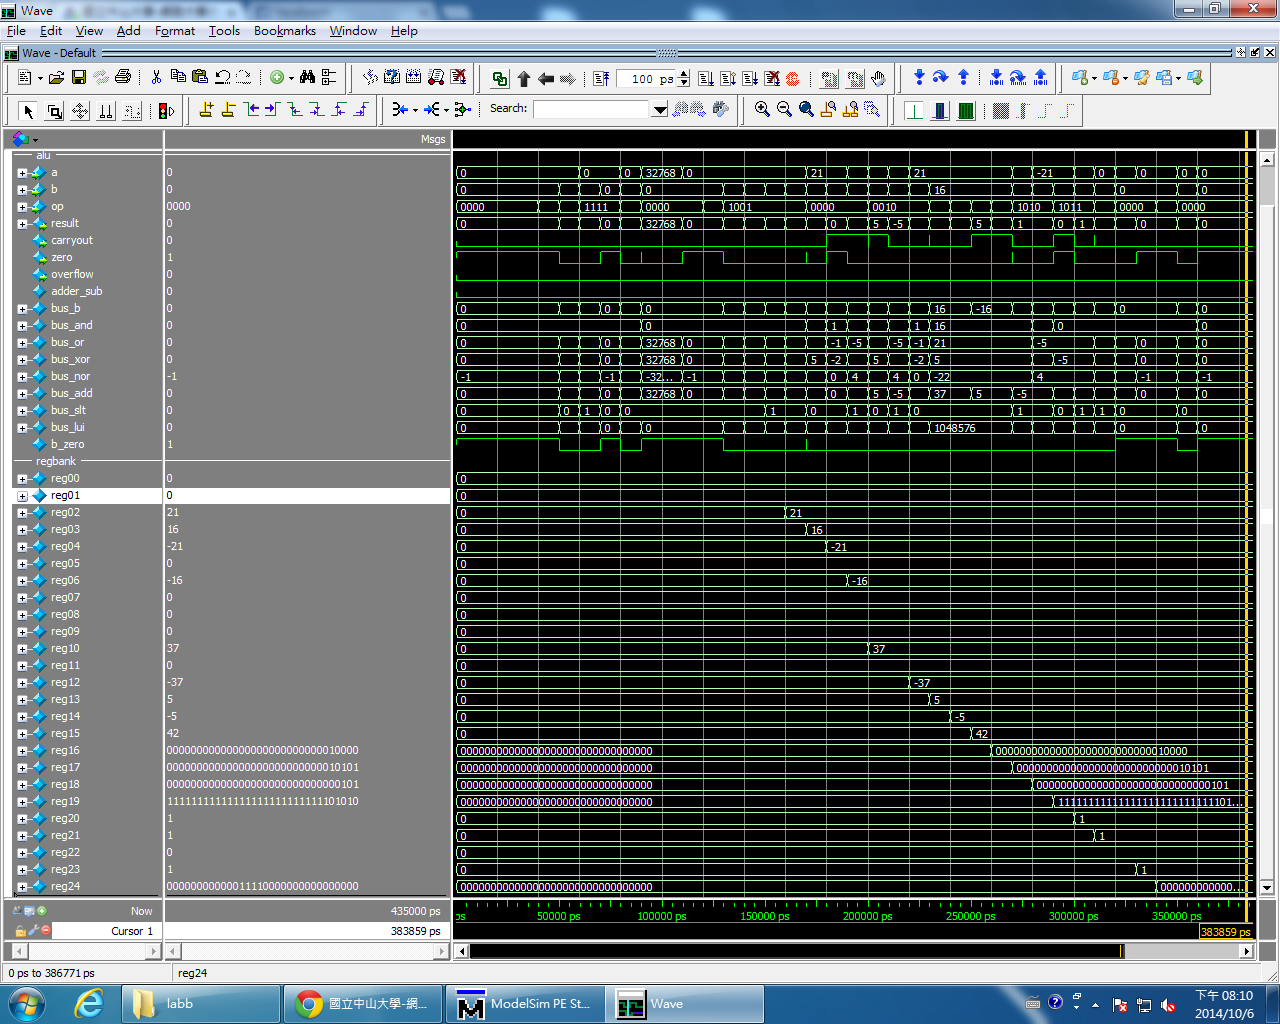 Wave
File Edit View Add Format Tools Bookmarks Window Help
Wave - Default
100 ps
Search:
Msgs
alu
a 0 0 0 0 32768 0 21 21 -21 0 0 0 0
b 0 0 0 0 16 0 0
op 0000 0000 1111 0000 1001 0000 0010 1010 1011 0000 0000
result 0 0 0 32768 0 0 5 -5 5 1 0 1 0 0
carryout 0
zero 1
overflow 0
adder_sub 0
bus_b 0 0 0 0 16 -16 0 0
bus_and 0 0 0 1 1 16 0 0
bus_or 0 0 0 32768 0 -1 -5 -5 -1 21 -5 0 0
bus_xor 0 0 0 32768 0 5 -2 5 -2 5 -5 0 0
bus_nor -1 -1 -1 -32... -1 0 4 4 0 -22 4 -1 -1
bus_add 0 0 0 32768 0 0 5 -5 37 5 -5 0 0
bus_slt 0 0 1 0 0 1 0 1 0 1 0 1 0 1 1 0 0
bus_lui 0 0 0 0 1048576 0 0
b_zero 1
regbank
reg00 0 0
reg01 0 0
reg02 21 0 21
reg03 16 0 16
reg04 -21 0 -21
reg05 0 0
reg06 -16 0 -16
reg07 0 0
reg08 0 0
reg09 0 0
reg10 37 0 37
reg11 0 0
reg12 -37 0 -37
reg13 5 0 5
reg14 -5 0 -5
reg15 42 0 42
reg16 00000000000000000000000000010000 00000000000000000000000000000000 00000000000000000000000000010000
reg17 00000000000000000000000000010101 00000000000000000000000000000000 00000000000000000000000000010101
reg18 00000000000000000000000000000101 00000000000000000000000000000000 00000000000000000000000000000101
reg19 11111111111111111111111111101010 00000000000000000000000000000000 11111111111111111111111111101...
reg20 1 0 1
reg21 1 0 1
reg22 0 0
reg23 1 0 1
reg24 00000000000011110000000000000000 00000000000000000000000000000000 000000000000...
Now 435000 ps ps 50000 ps 100000 ps 150000 ps 200000 ps 250000 ps 300000 ps 350000 ps
Cursor 1 383859 ps 383859 ps
0 ps to 386771 ps reg24
labb 國立中山大學-網... ModelSim PE St... Wave
下午 08:10
2014/10/6